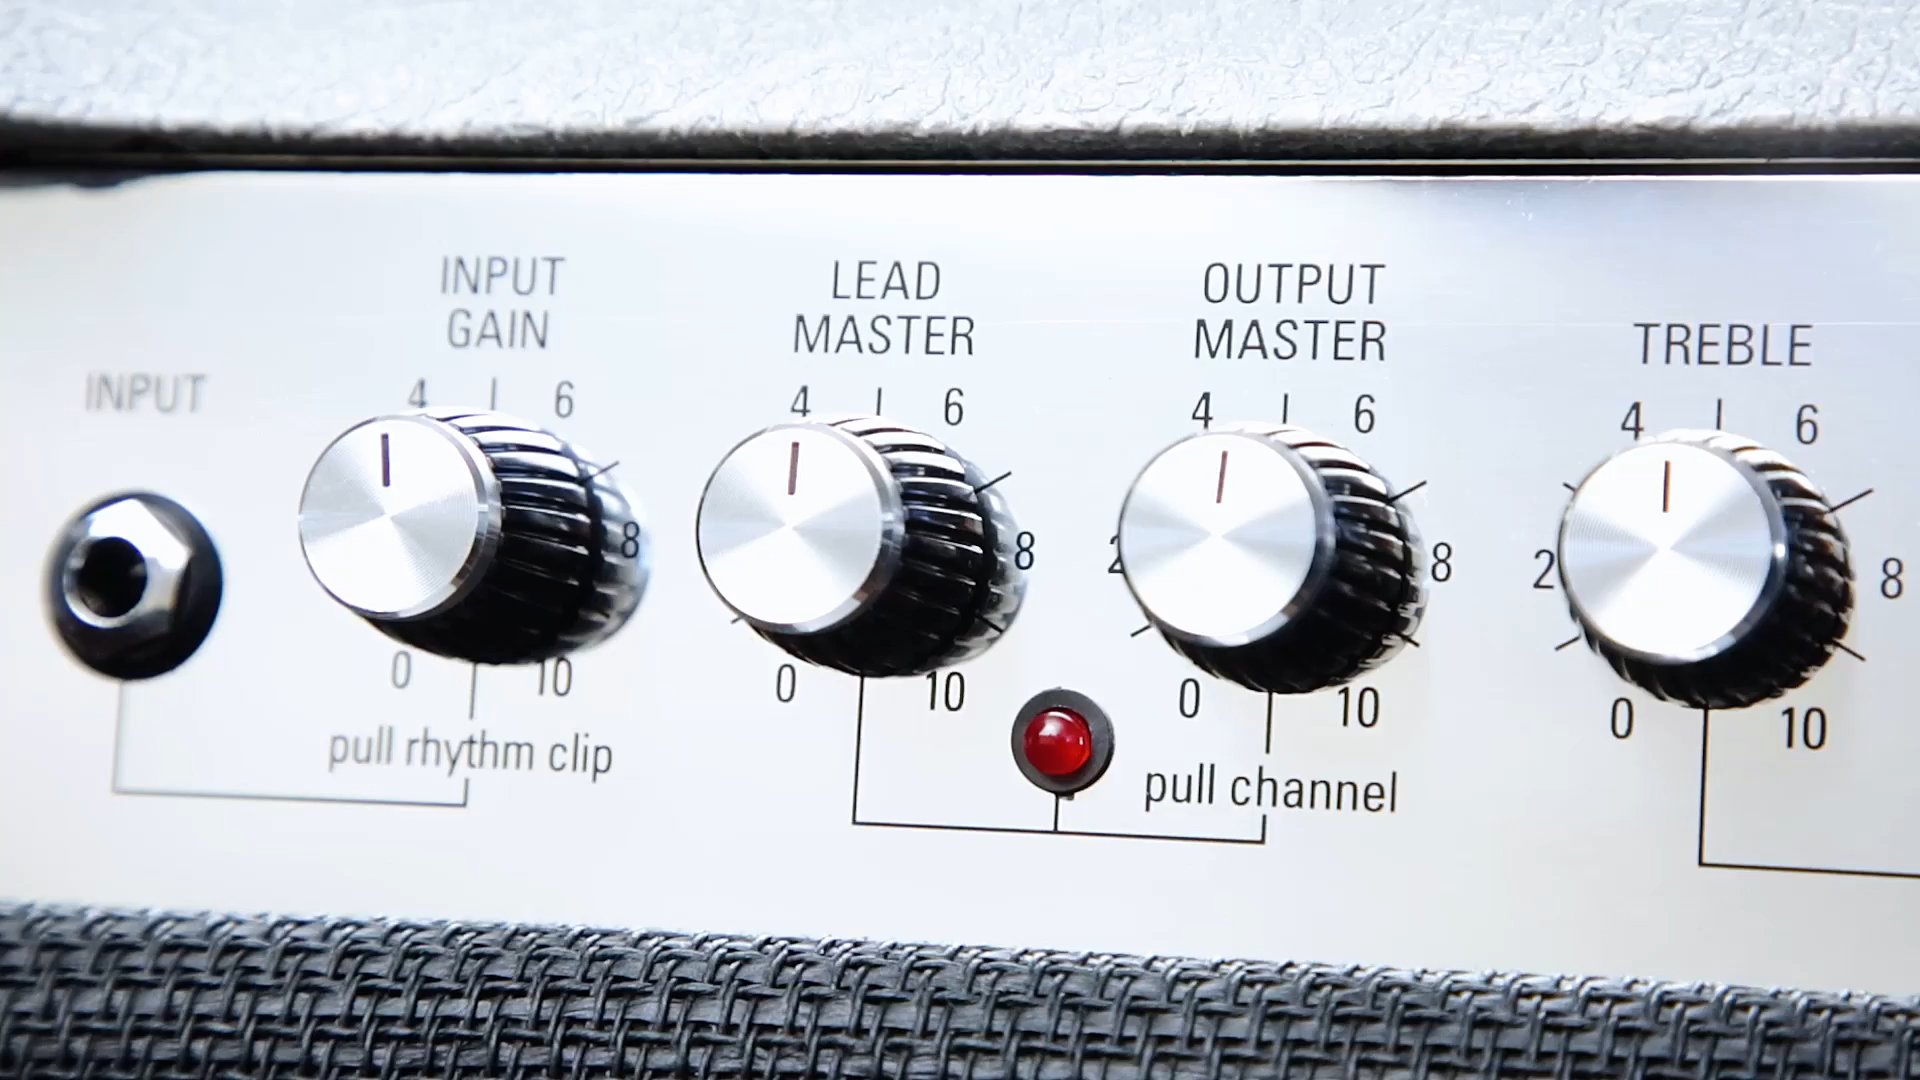 INPUT
INPUT
GAIN
4 6
8
0 10
pull rhythm clip
LEAD
MASTER
4 6
8
0 10
OUTPUT
MASTER
4 6
2 8
0 10
pull channel
TREBLE
4 6
2 8
0 10